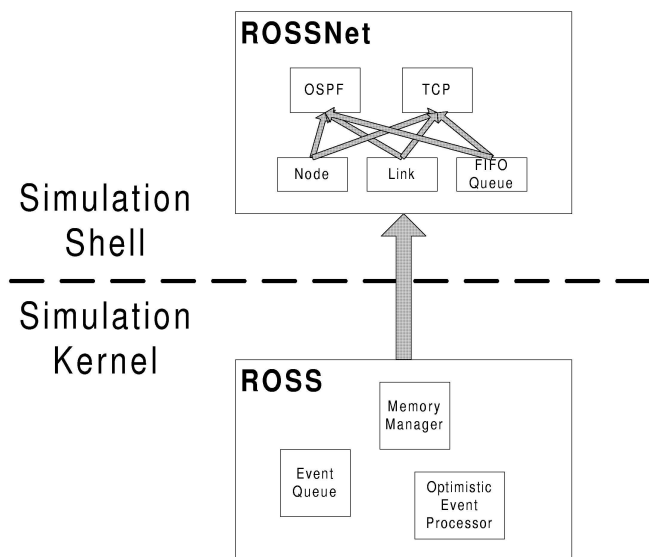 ROSSNet
OSPF
TCP
Node
Link
FIFO
Queue
Simulation
Shell
Simulation
Kernel
ROSS
Memory
Manager
Event
Queue
Optimistic
Event
Processor